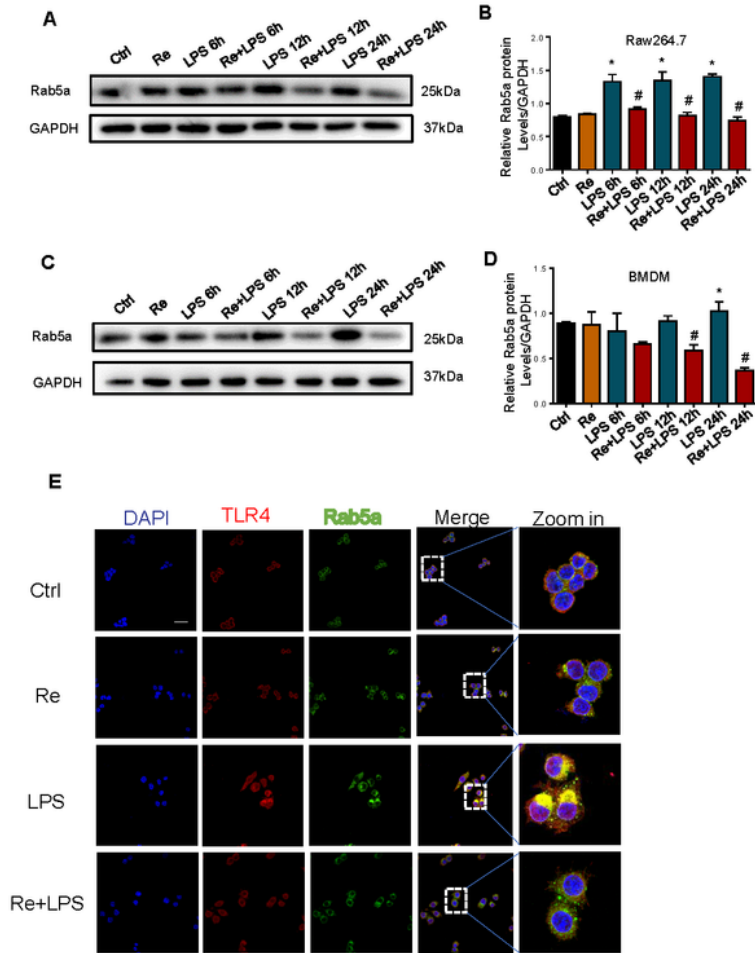 A
Ctrl
Re
LPS 6h
Re+LPS 6h
LPS 12h
Re+LPS 12h
LPS 24h
Re+LPS 24h
Rab5a
25kDa
GAPDH
37kDa
B
Raw264.7
Relative Rab5a protein
Levels/GAPDH
2.0
1.5
1.0
0.5
0.0
*
#
*
#
*
#
Ctrl
Re
LPS 6h
Re+LPS 6h
LPS 12h
Re+LPS 12h
LPS 24h
Re+LPS 24h
C
Ctrl
Re
LPS 6h
Re+LPS 6h
LPS 12h
Re+LPS 12h
LPS 24h
Re+LPS 24h
Rab5a
25kDa
GAPDH
37kDa
D
BMDM
Relative Rab5a protein
Levels/GAPDH
1.5
1.0
0.5
0.0
#
*
#
Ctrl
Re
LPS 6h
Re+LPS 6h
LPS 12h
Re+LPS 12h
LPS 24h
Re+LPS 24h
E
DAPI TLR4 Rab5a Merge Zoom in
Ctrl
Re
LPS
Re+LPS